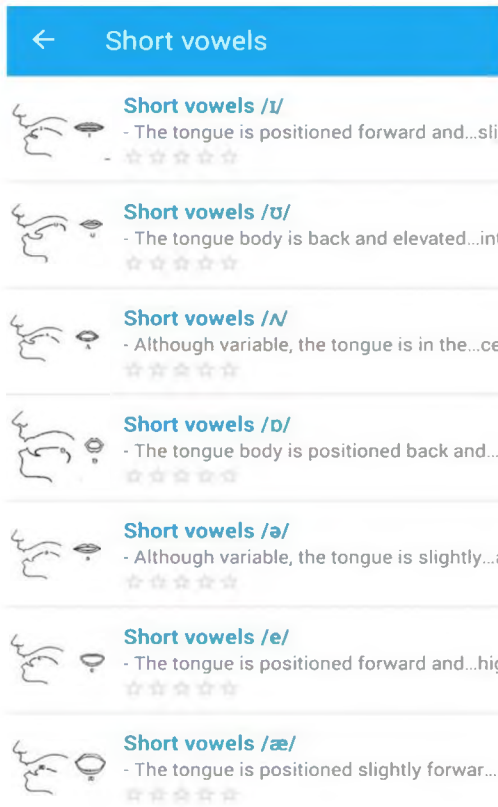 Short vowels
Short vowels /ɪ/
- The tongue is positioned forward and...sli
Short vowels /ʊ/
- The tongue body is back and elevated...int
Short vowels /ʌ/
- Although variable, the tongue is in the...ce
Short vowels /ɒ/
- The tongue body is positioned back and...
Short vowels /ə/
- Although variable, the tongue is slightly...a
Short vowels /e/
- The tongue is positioned forward and...hig
Short vowels /æ/
- The tongue is positioned slightly forwar...